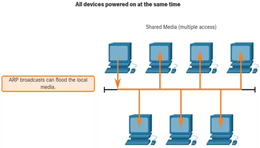 All devices powered on at the same time
Shared Media (multiple access)
ARP broadcasts can flood the local
media.